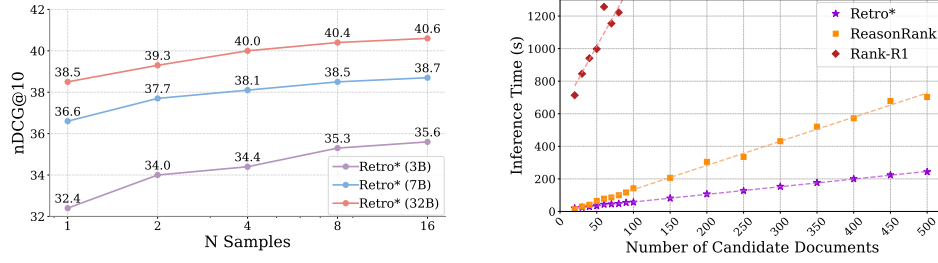 42
40
38
36
34
32
nDCG@10
38.5
39.3
40.0
40.4
40.6
36.6
37.7
38.1
38.5
38.7
32.4
34.0
34.4
35.3
35.6
Retro* (3B)
Retro* (7B)
Retro* (32B)
1 2 4 8 16
N Samples
1200
1000
800
600
400
200
0
Inference Time (s)
Retro*
ReasonRank
Rank-R1
0 50 100 150 200 250 300 350 400 450 500
Number of Candidate Documents